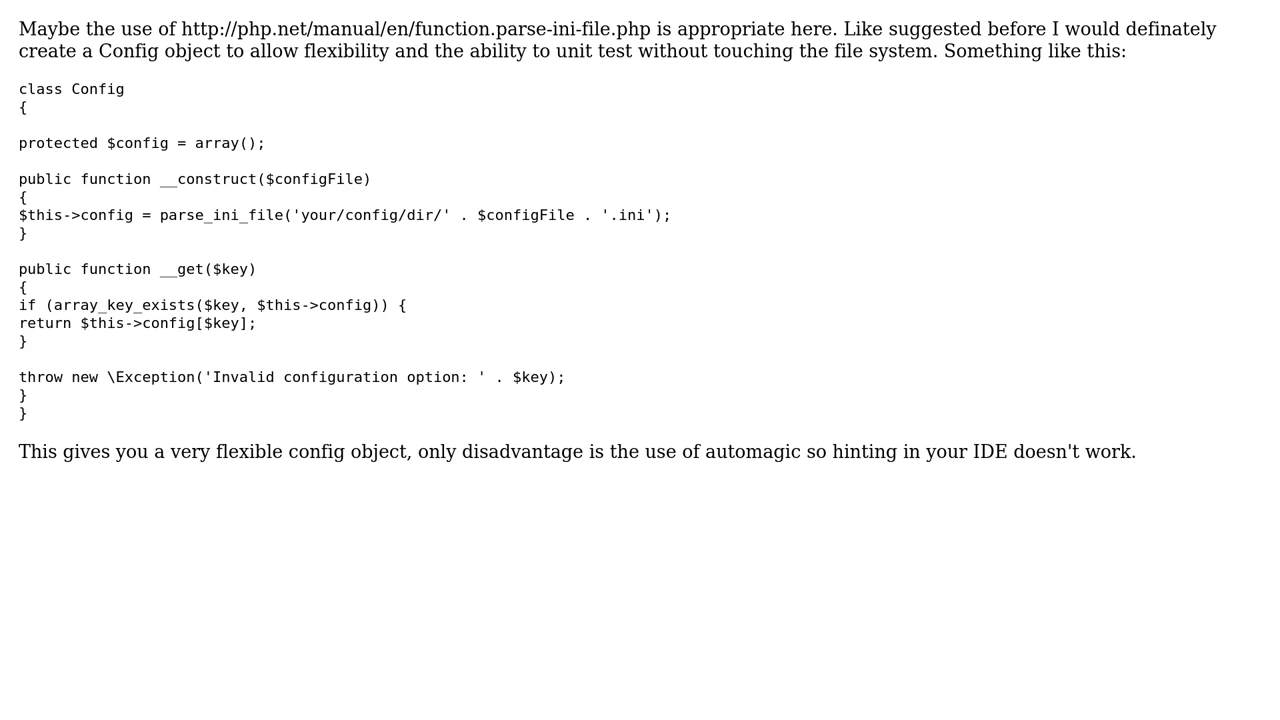 Maybe the use of http://php.net/manual/en/function.parse-ini-file.php is appropriate here. Like suggested before I would definately
create a Config object to allow flexibility and the ability to unit test without touching the file system. Something like this:
class Config
{
protected $config = array();
public function __construct($configFile)
{
$this->config = parse_ini_file('your/config/dir/' . $configFile . '.ini');
}
public function __get($key)
{
if (array_key_exists($key, $this->config)) {
return $this->config[$key];
}
throw new \Exception('Invalid configuration option: ' . $key);
}
}
This gives you a very flexible config object, only disadvantage is the use of automagic so hinting in your IDE doesn't work.